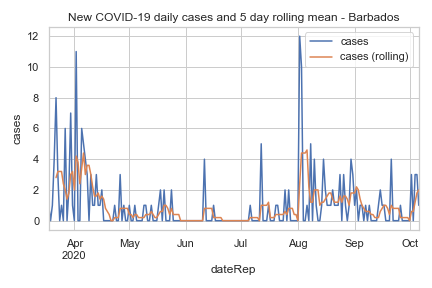 New COVID-19 daily cases and 5 day rolling mean - Barbados
cases
cases (rolling)
12
10
8
6
4
2
0
cases
Apr
2020
May
Jun
Jul
Aug
Sep
Oct
dateRep